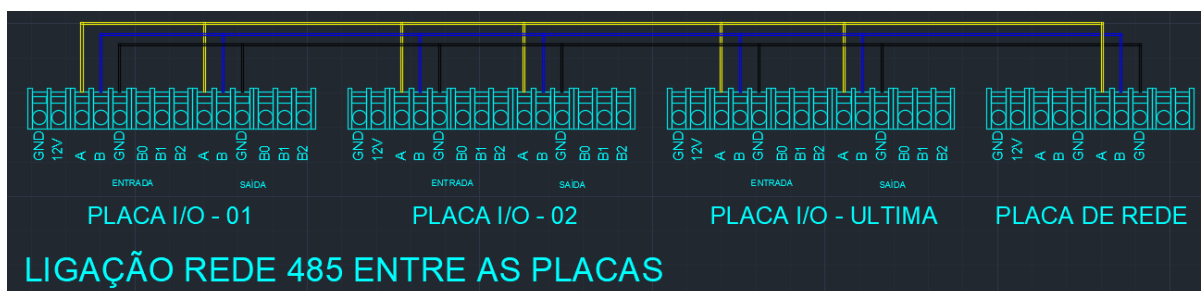 GND 12V A B GND B0 B1 B2 A B GND B0 B1 B2
GND 12V A B GND B0 B1 B2 A B GND B0 B1 B2
GND 12V A B GND B0 B1 B2 A B GND B0 B1 B2
GND 12V A B GND A B GND
ENTRADA SAÍDA
ENTRADA SAÍDA
ENTRADA SAÍDA
PLACA I/O - 01
PLACA I/O - 02
PLACA I/O - ULTIMA
PLACA DE REDE
LIGAÇÃO REDE 485 ENTRE AS PLACAS